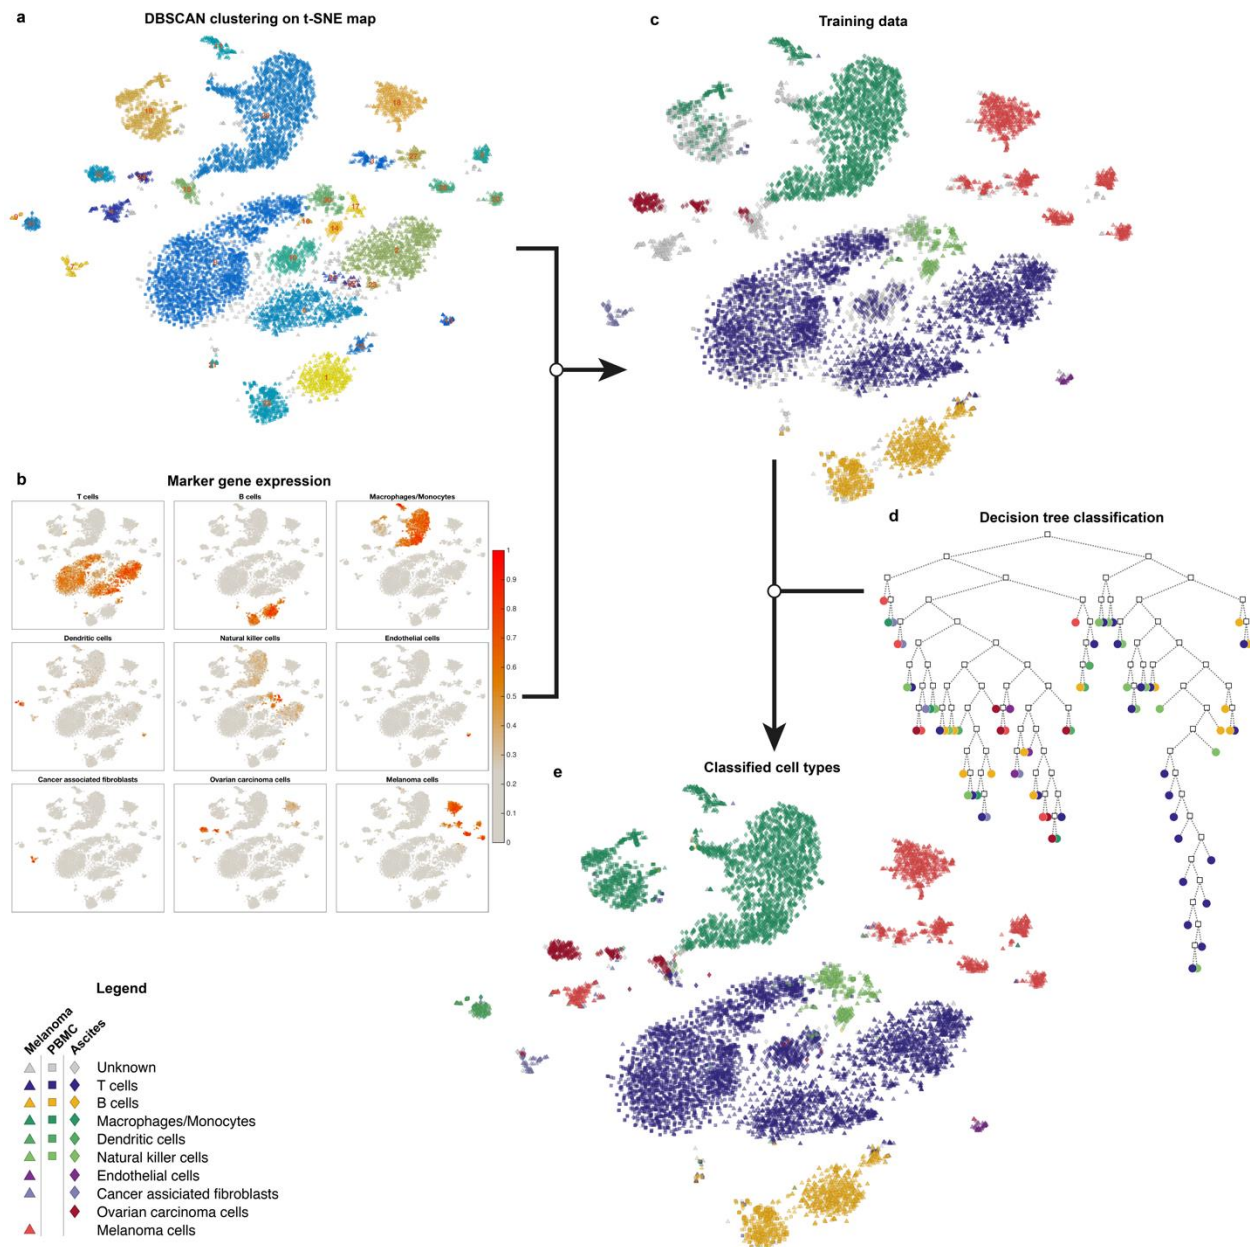 a
DBSCAN clustering on t-SNE map
c
Training data
18
17
14
1
b
Marker gene expression
T cells
B cells
Macrophages/Monocytes
Dendritic cells
Natural killer cells
Endothelial cells
Cancer associated fibroblasts
Ovarian carcinoma cells
Melanoma cells
1
0.9
0.8
0.7
0.6
0.5
0.4
0.3
0.2
0.1
0
d
Decision tree classification
e
Classified cell types
Legend
Melanoma
PBMC
Ascites
Unknown
T cells
B cells
Macrophages/Monocytes
Dendritic cells
Natural killer cells
Endothelial cells
Cancer assiciated fibroblasts
Ovarian carcinoma cells
Melanoma cells